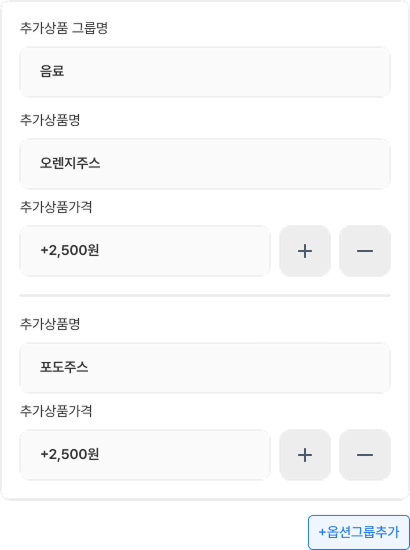 추가상품 그룹명
음료
추가상품명
오렌지주스
추가상품가격
+2,500원
추가상품명
포도주스
추가상품가격
+2,500원
+옵션그룹추가